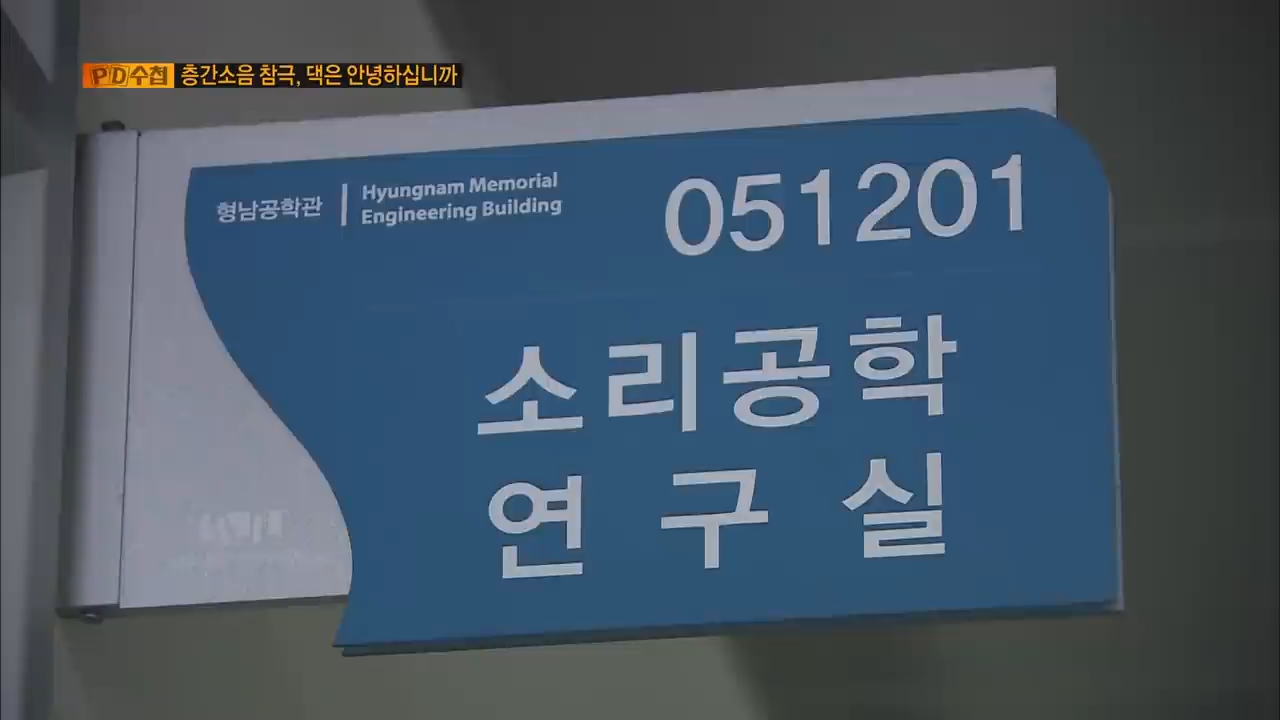 PD수첩 층간소음 참극, 댁은 안녕하십니까
형남공학관 | Hyungnam Memorial
Engineering Building
051201
소리공학
연구실